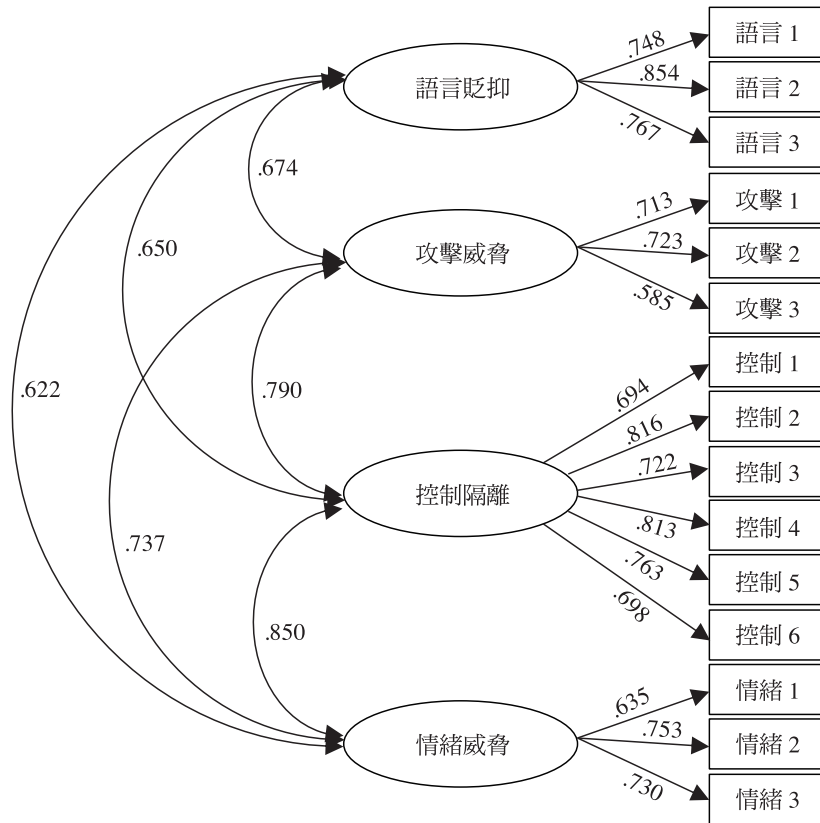 語言貶抑
攻擊威脅
控制隔離
情緒威脅
.674
.650
.622
.790
.737
.850
.748
.854
.767
.713
.723
.585
.694
.816
.722
.813
.763
.698
.635
.753
.730
語言 1
語言 2
語言 3
攻擊 1
攻擊 2
攻擊 3
控制 1
控制 2
控制 3
控制 4
控制 5
控制 6
情緒 1
情緒 2
情緒 3